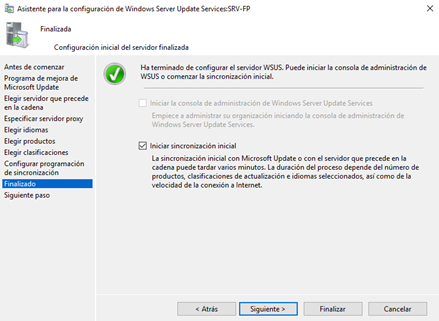 Asistente para la configuración de Windows Server Update Services:SRV-FP
Finalizada
Configuración inicial del servidor finalizada
Antes de comenzar
Programa de mejora de
Microsoft Update
Elegir servidor que precede
en la cadena
Especificar servidor proxy
Elegir idiomas
Elegir productos
Elegir clasificaciones
Configurar programación
de sincronización
Finalizado
Siguiente paso
Ha terminado de configurar el servidor WSUS. Puede iniciar la consola de administración de
WSUS o comenzar la sincronización inicial.
Iniciar la consola de administración de Windows Server Update Services
Empiece a administrar su organización iniciando la consola de administración de
Windows Server Update Services.
Iniciar sincronización inicial
La sincronización inicial con Microsoft Update o con el servidor que precede en la
cadena puede tardar varios minutos. La duración del proceso depende del número de
productos, clasificaciones de actualización e idiomas seleccionados, así como de la
velocidad de la conexión a Internet.
< Atrás
Siguiente >
Finalizar
Cancelar